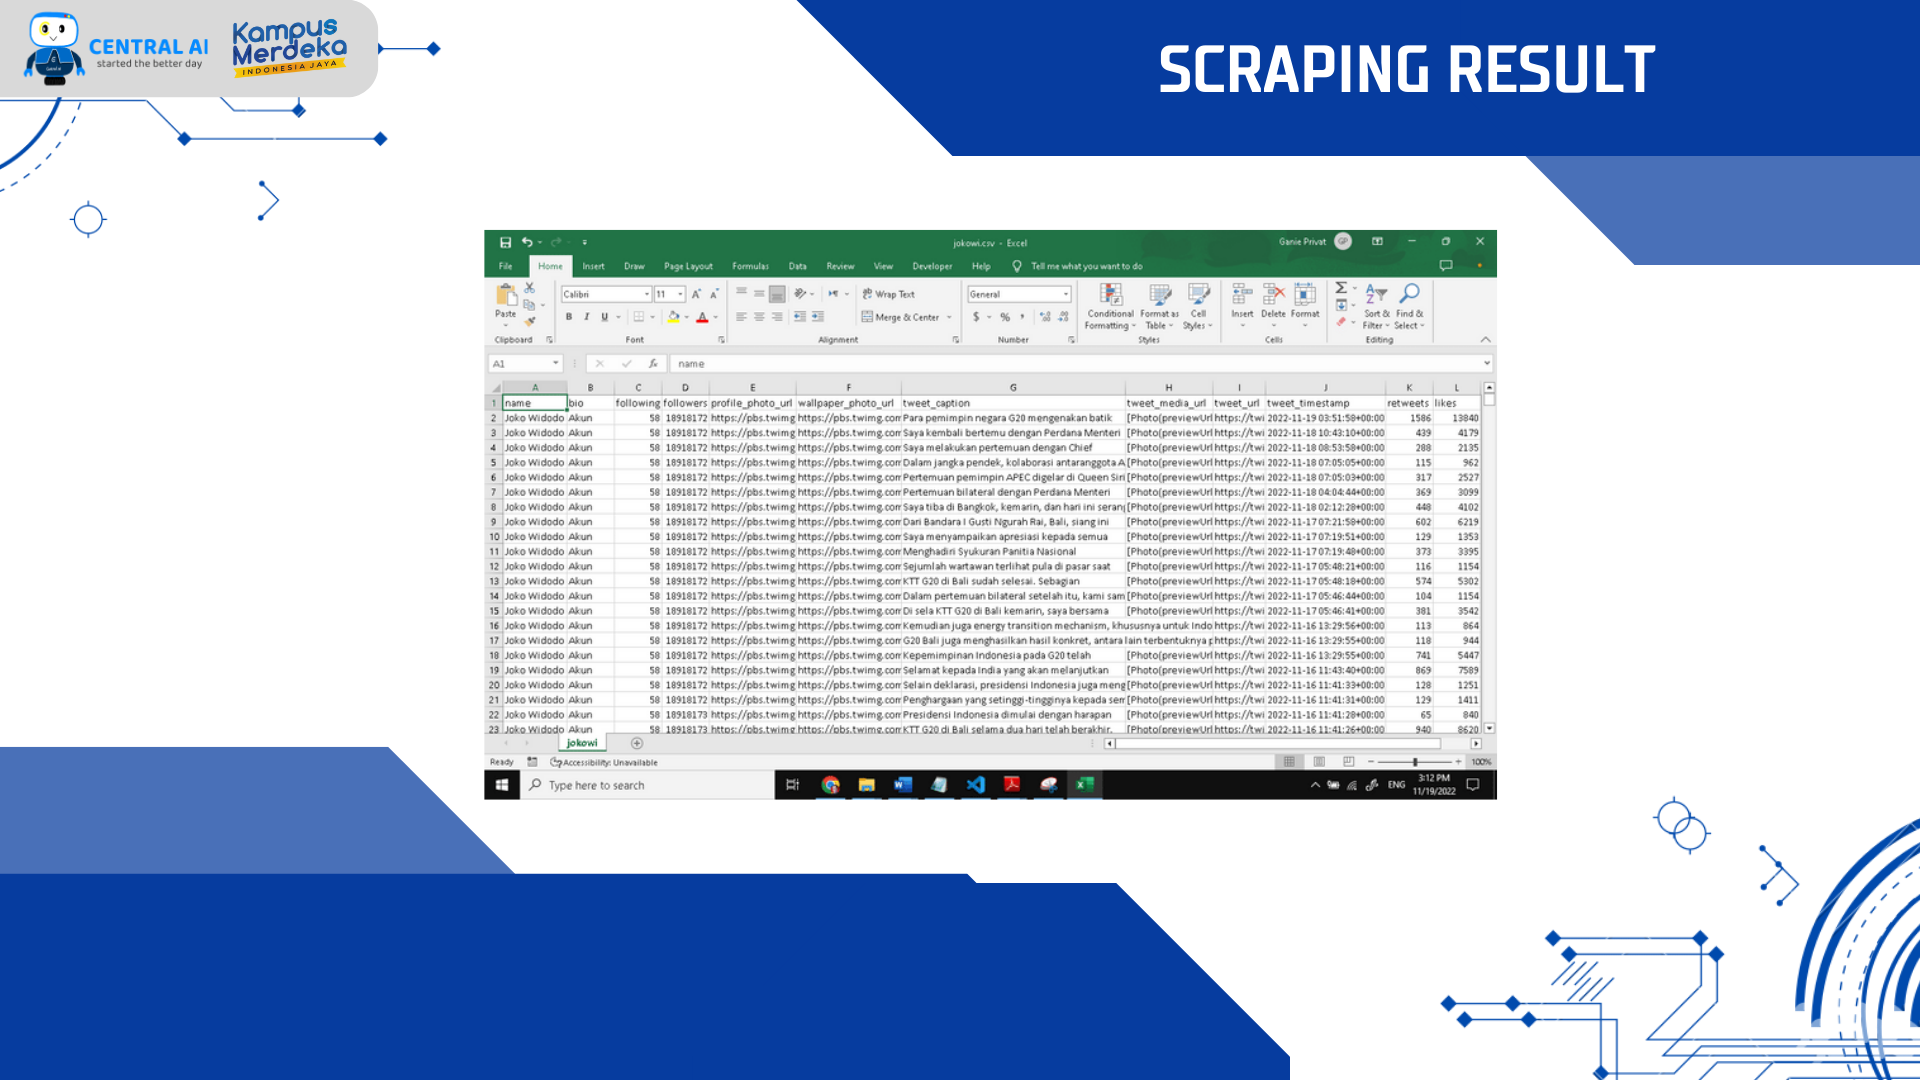 CENTRAL AI
started the better day
Kampus
Merdeka
INDONESIA JAYA
SCRAPING RESULT
jokowi.csv - Excel
Ganie Privat
GP
File Home Insert Draw Page Layout Formulas Data Review View Developer Help Tell me what you want to do
Paste
Calibri 11
B I U
Wrap Text
Merge & Center
General
$ % ,
Conditional Formatting
Format as Table
Cell Styles
Insert Delete Format
Sort & Filter
Find & Select
Clipboard Font Alignment Number Styles Cells Editing
A1 fx name
A B C D E F G H I J K L
1 name bio following followers profile_photo_url wallpaper_photo_url tweet_caption tweet_media_url tweet_url tweet_timestamp retweets likes
2 Joko Widodo Akun 58 18918172 https://pbs.twimg https://pbs.twimg.com Para pemimpin negara G20 mengenakan batik [Photo(previewUrl https://twi 2022-11-19 03:51:58+00:00 1586 13840
3 Joko Widodo Akun 58 18918172 https://pbs.twimg https://pbs.twimg.com Saya kembali bertemu dengan Perdana Menteri [Photo(previewUrl https://twi 2022-11-18 10:43:10+00:00 439 4179
4 Joko Widodo Akun 58 18918172 https://pbs.twimg https://pbs.twimg.com Saya melakukan pertemuan dengan Chief [Photo(previewUrl https://twi 2022-11-18 08:53:58+00:00 288 2135
5 Joko Widodo Akun 58 18918172 https://pbs.twimg https://pbs.twimg.com Dalam jangka pendek, kolaborasi antaranggota A [Photo(previewUrl https://twi 2022-11-18 07:05:05+00:00 115 962
6 Joko Widodo Akun 58 18918172 https://pbs.twimg https://pbs.twimg.com Pertemuan pemimpin APEC digelar di Queen Siri [Photo(previewUrl https://twi 2022-11-18 07:05:03+00:00 317 2527
7 Joko Widodo Akun 58 18918172 https://pbs.twimg https://pbs.twimg.com Pertemuan bilateral dengan Perdana Menteri [Photo(previewUrl https://twi 2022-11-18 04:04:44+00:00 369 3099
8 Joko Widodo Akun 58 18918172 https://pbs.twimg https://pbs.twimg.com Saya tiba di Bangkok, kemarin, dan hari ini serang [Photo(previewUrl https://twi 2022-11-18 02:12:28+00:00 448 4102
9 Joko Widodo Akun 58 18918172 https://pbs.twimg https://pbs.twimg.com Dari Bandara I Gusti Ngurah Rai, Bali, siang ini [Photo(previewUrl https://twi 2022-11-17 07:21:58+00:00 602 6219
10 Joko Widodo Akun 58 18918172 https://pbs.twimg https://pbs.twimg.com Saya menyampaikan apresiasi kepada semua [Photo(previewUrl https://twi 2022-11-17 07:19:51+00:00 129 1353
11 Joko Widodo Akun 58 18918172 https://pbs.twimg https://pbs.twimg.com Menghadiri Syukuran Panitia Nasional [Photo(previewUrl https://twi 2022-11-17 07:19:48+00:00 373 3395
12 Joko Widodo Akun 58 18918172 https://pbs.twimg https://pbs.twimg.com Sejumlah wartawan terlihat pula di pasar saat [Photo(previewUrl https://twi 2022-11-17 05:48:21+00:00 116 1154
13 Joko Widodo Akun 58 18918172 https://pbs.twimg https://pbs.twimg.com KTT G20 di Bali sudah selesai. Sebagian [Photo(previewUrl https://twi 2022-11-17 05:48:18+00:00 574 5302
14 Joko Widodo Akun 58 18918172 https://pbs.twimg https://pbs.twimg.com Dalam pertemuan bilateral setelah itu, kami sam [Photo(previewUrl https://twi 2022-11-17 05:46:44+00:00 104 1154
15 Joko Widodo Akun 58 18918172 https://pbs.twimg https://pbs.twimg.com Di sela KTT G20 di Bali kemarin, saya bersama [Photo(previewUrl https://twi 2022-11-17 05:46:41+00:00 381 3542
16 Joko Widodo Akun 58 18918172 https://pbs.twimg https://pbs.twimg.com Kemudian juga energy transition mechanism, khususnya untuk Indo https://twi 2022-11-16 13:29:56+00:00 113 864
17 Joko Widodo Akun 58 18918172 https://pbs.twimg https://pbs.twimg.com G20 Bali juga menghasilkan hasil konkret, antara lain terbentuknya p https://twi 2022-11-16 13:29:55+00:00 118 944
18 Joko Widodo Akun 58 18918172 https://pbs.twimg https://pbs.twimg.com Kepemimpinan Indonesia pada G20 telah [Photo(previewUrl https://twi 2022-11-16 13:29:55+00:00 741 5447
19 Joko Widodo Akun 58 18918172 https://pbs.twimg https://pbs.twimg.com Selamat kepada India yang akan melanjutkan [Photo(previewUrl https://twi 2022-11-16 11:43:40+00:00 869 7589
20 Joko Widodo Akun 58 18918172 https://pbs.twimg https://pbs.twimg.com Selain deklarasi, presidensi Indonesia juga meng [Photo(previewUrl https://twi 2022-11-16 11:41:33+00:00 128 1251
21 Joko Widodo Akun 58 18918172 https://pbs.twimg https://pbs.twimg.com Penghargaan yang setinggi-tingginya kepada sem [Photo(previewUrl https://twi 2022-11-16 11:41:31+00:00 129 1411
22 Joko Widodo Akun 58 18918173 https://pbs.twimg https://pbs.twimg.com Presidensi Indonesia dimulai dengan harapan [Photo(previewUrl https://twi 2022-11-16 11:41:28+00:00 65 840
23 Joko Widodo Akun 58 18918173 https://pbs.twimg https://pbs.twimg.com KTT G20 di Bali selama dua hari telah berakhir. [Photo(previewUrl https://twi 2022-11-16 11:41:26+00:00 940 8620
jokowi
Ready Accessibility: Unavailable 100%
Type here to search
ENG
3:12 PM
11/19/2022